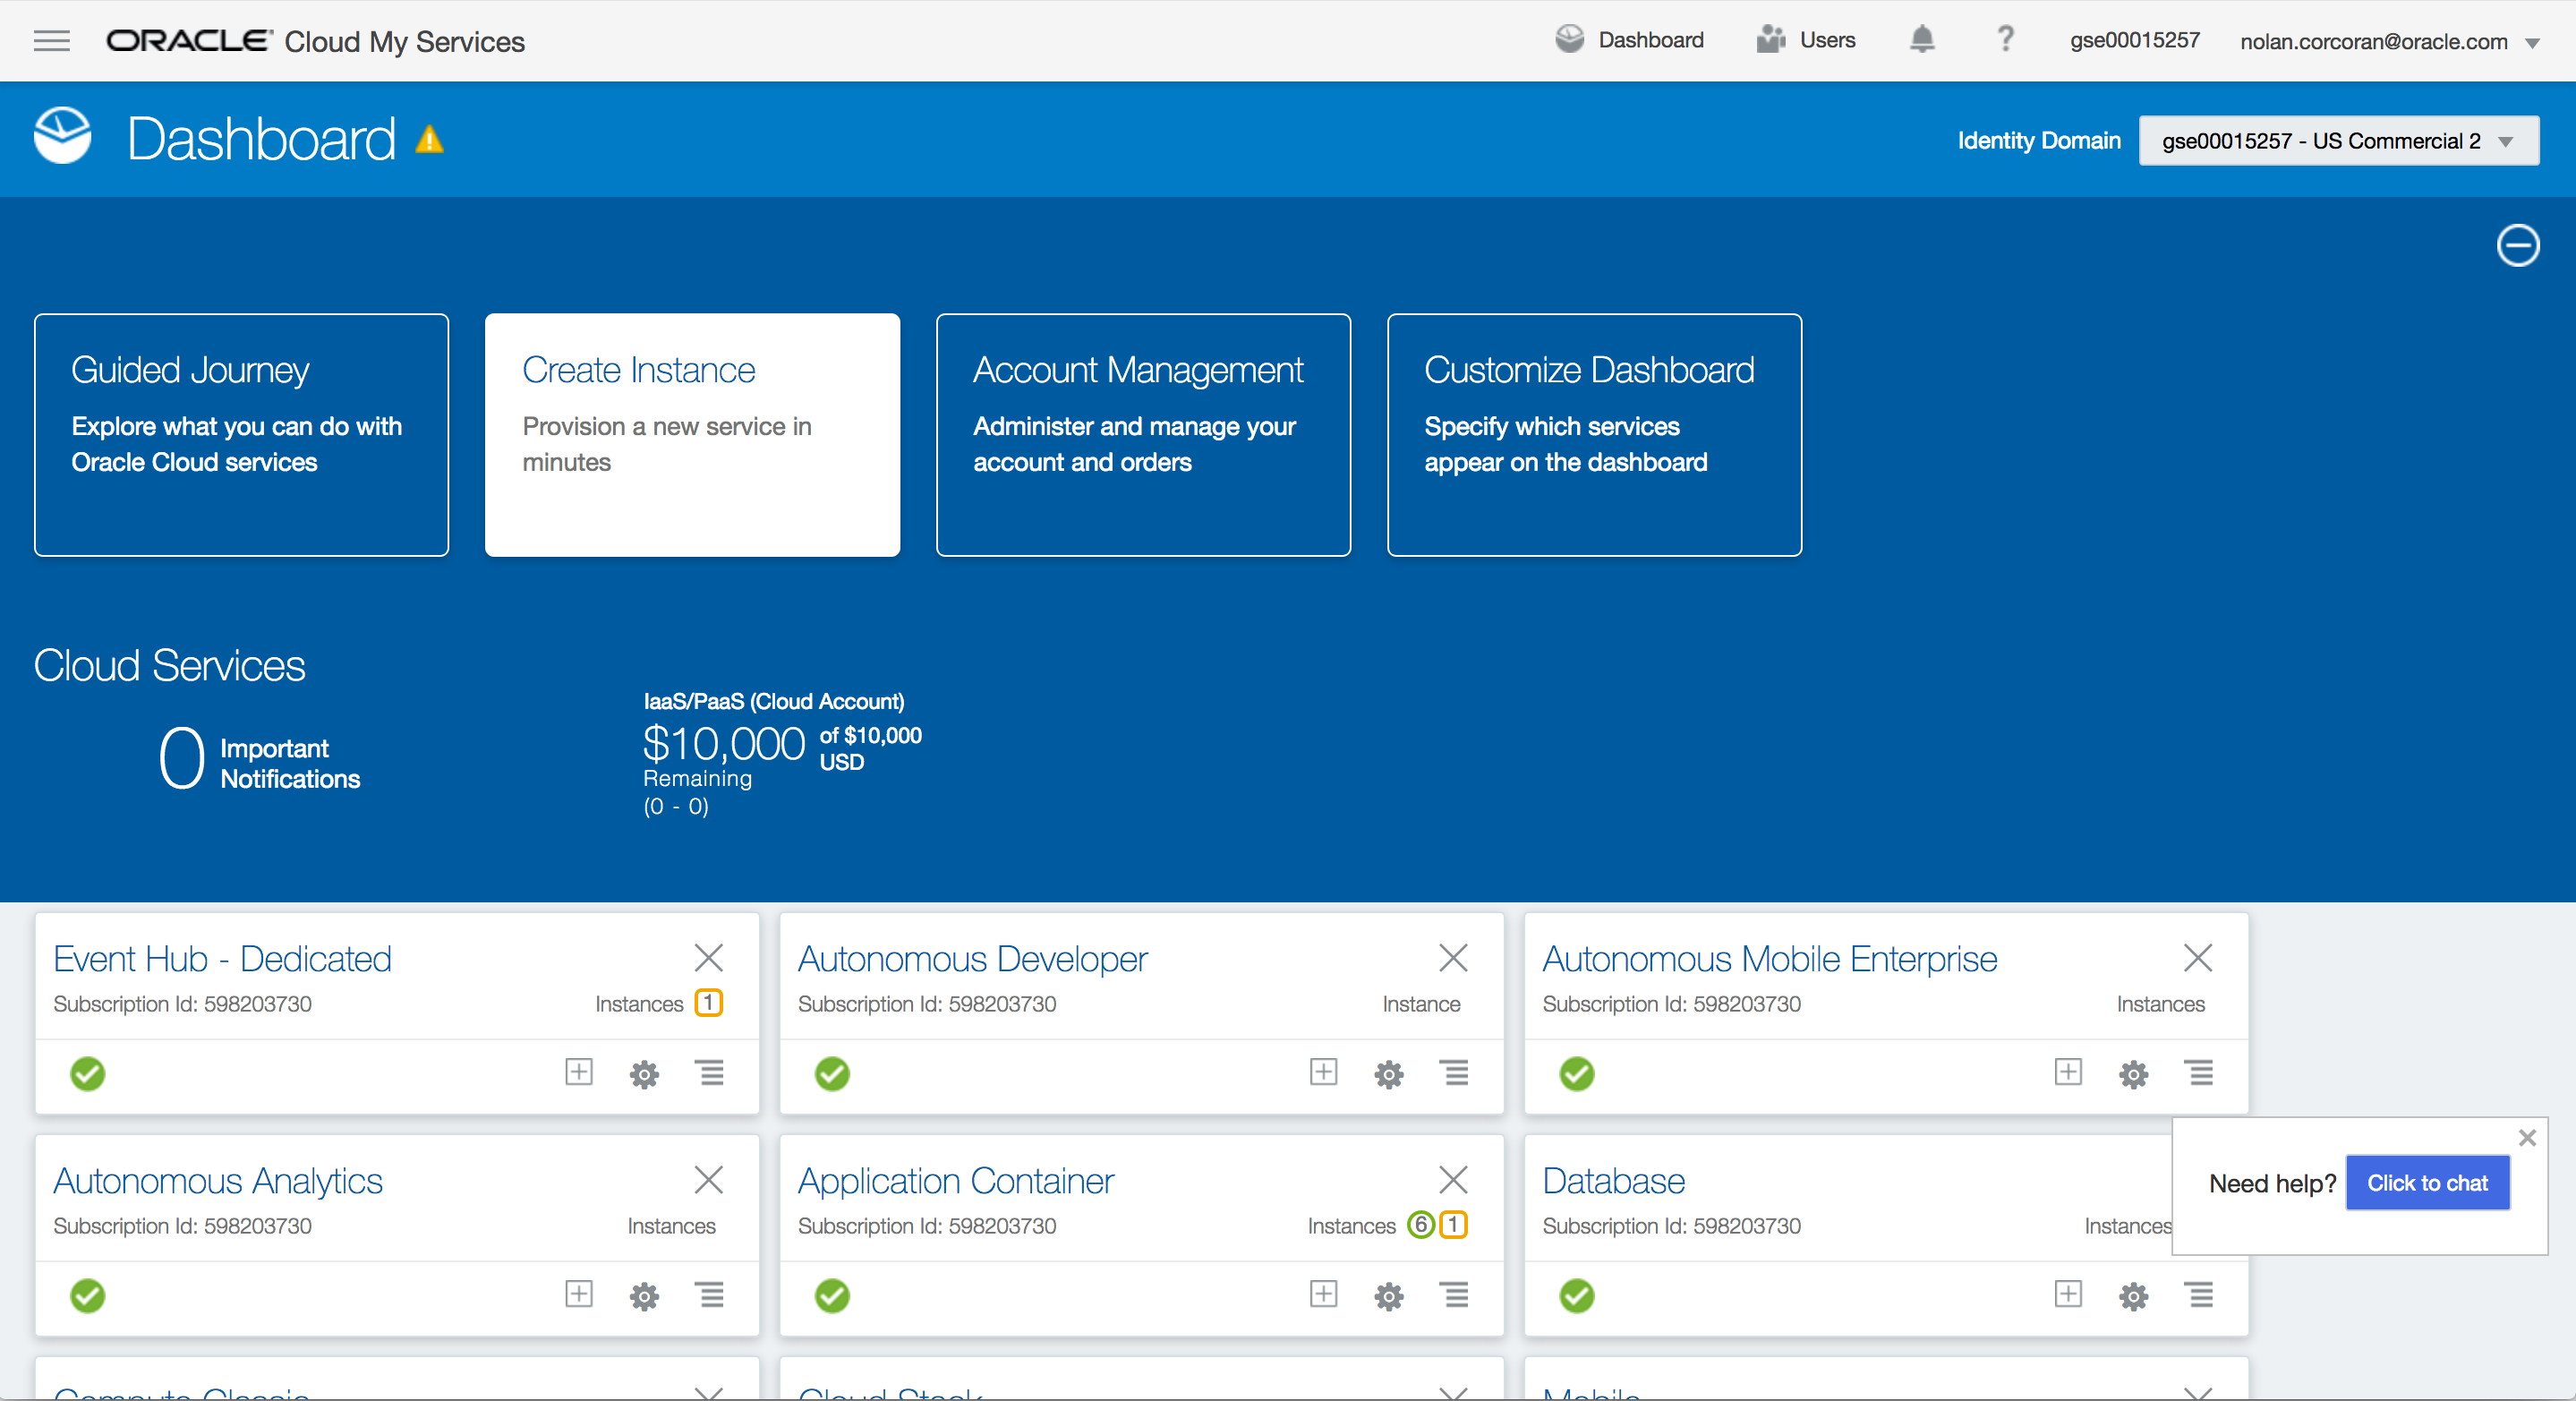 ORACLE® Cloud My Services
Dashboard
Users
?
gse00015257
nolan.corcoran@oracle.com
Dashboard
Identity Domain
gse00015257 - US Commercial 2
Guided Journey
Explore what you can do with
Oracle Cloud services
Create Instance
Provision a new service in
minutes
Account Management
Administer and manage your
account and orders
Customize Dashboard
Specify which services
appear on the dashboard
Cloud Services
0 Important
Notifications
IaaS/PaaS (Cloud Account)
$10,000 of $10,000
USD
Remaining
(0 - 0)
Event Hub - Dedicated
Subscription Id: 598203730
Instances 1
Autonomous Developer
Subscription Id: 598203730
Instance
Autonomous Mobile Enterprise
Subscription Id: 598203730
Instances
Autonomous Analytics
Subscription Id: 598203730
Instances
Application Container
Subscription Id: 598203730
Instances 6 1
Database
Subscription Id: 598203730
Instances
Need help? Click to chat
Compute Classic
Cloud Stack
Mobile